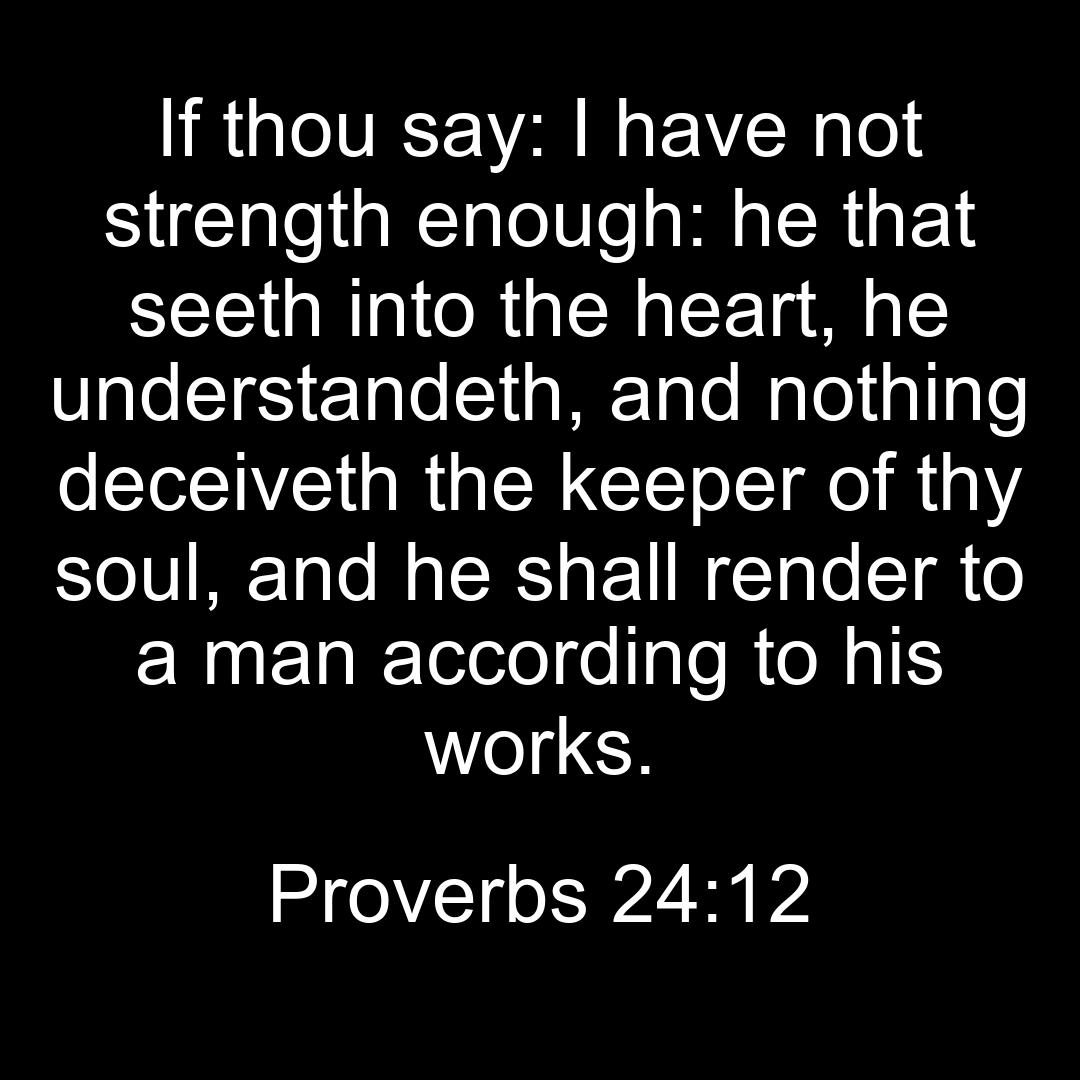 If thou say: I have not
strength enough: he that
seeth into the heart, he
understandeth, and nothing
deceiveth the keeper of thy
soul, and he shall render to
a man according to his
works.
Proverbs 24:12